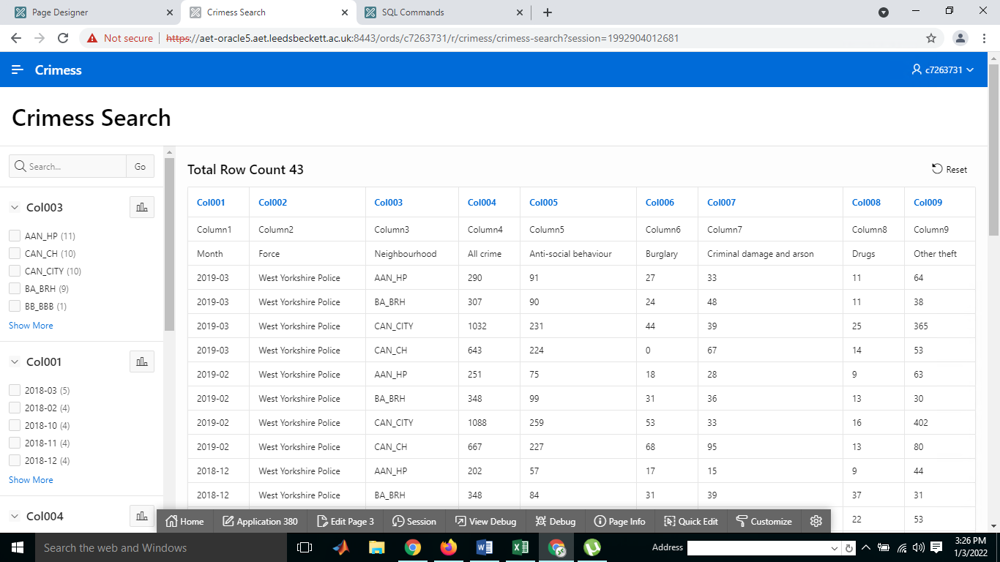 Page Designer
Crimess Search
SQL Commands
Not secure https://aet-oracle5.aet.leedsbeckett.ac.uk:8443/ords/c7263731/r/crimess/crimess-search?session=1992904012681
Crimess c7263731
Crimess Search
Search... Go
Total Row Count 43 Reset
Col003
AAN_HP (11)
CAN_CH (10)
CAN_CITY (10)
BA_BRH (9)
BB_BBB (1)
Show More
Col001
2018-03 (5)
2018-02 (4)
2018-10 (4)
2018-11 (4)
2018-12 (4)
Show More
Col004
Col001 Col002 Col003 Col004 Col005 Col006 Col007 Col008 Col009
Column1 Column2 Column3 Column4 Column5 Column6 Column7 Column8 Column9
Month Force Neighbourhood All crime Anti-social behaviour Burglary Criminal damage and arson Drugs Other theft
2019-03 West Yorkshire Police AAN_HP 290 91 27 33 11 64
2019-03 West Yorkshire Police BA_BRH 307 90 24 48 11 38
2019-03 West Yorkshire Police CAN_CITY 1032 231 44 39 25 365
2019-03 West Yorkshire Police CAN_CH 643 224 0 67 14 53
2019-02 West Yorkshire Police AAN_HP 251 75 18 28 9 63
2019-02 West Yorkshire Police BA_BRH 348 99 31 36 13 30
2019-02 West Yorkshire Police CAN_CITY 1088 259 53 33 16 402
2019-02 West Yorkshire Police CAN_CH 667 227 68 95 13 80
2018-12 West Yorkshire Police AAN_HP 202 57 17 15 9 44
2018-12 West Yorkshire Police BA_BRH 348 84 31 39 37 31
22 53
Home Application 380 Edit Page 3 Session View Debug Debug Page Info Quick Edit Customize
Search the web and Windows Address 3:26 PM
1/3/2022